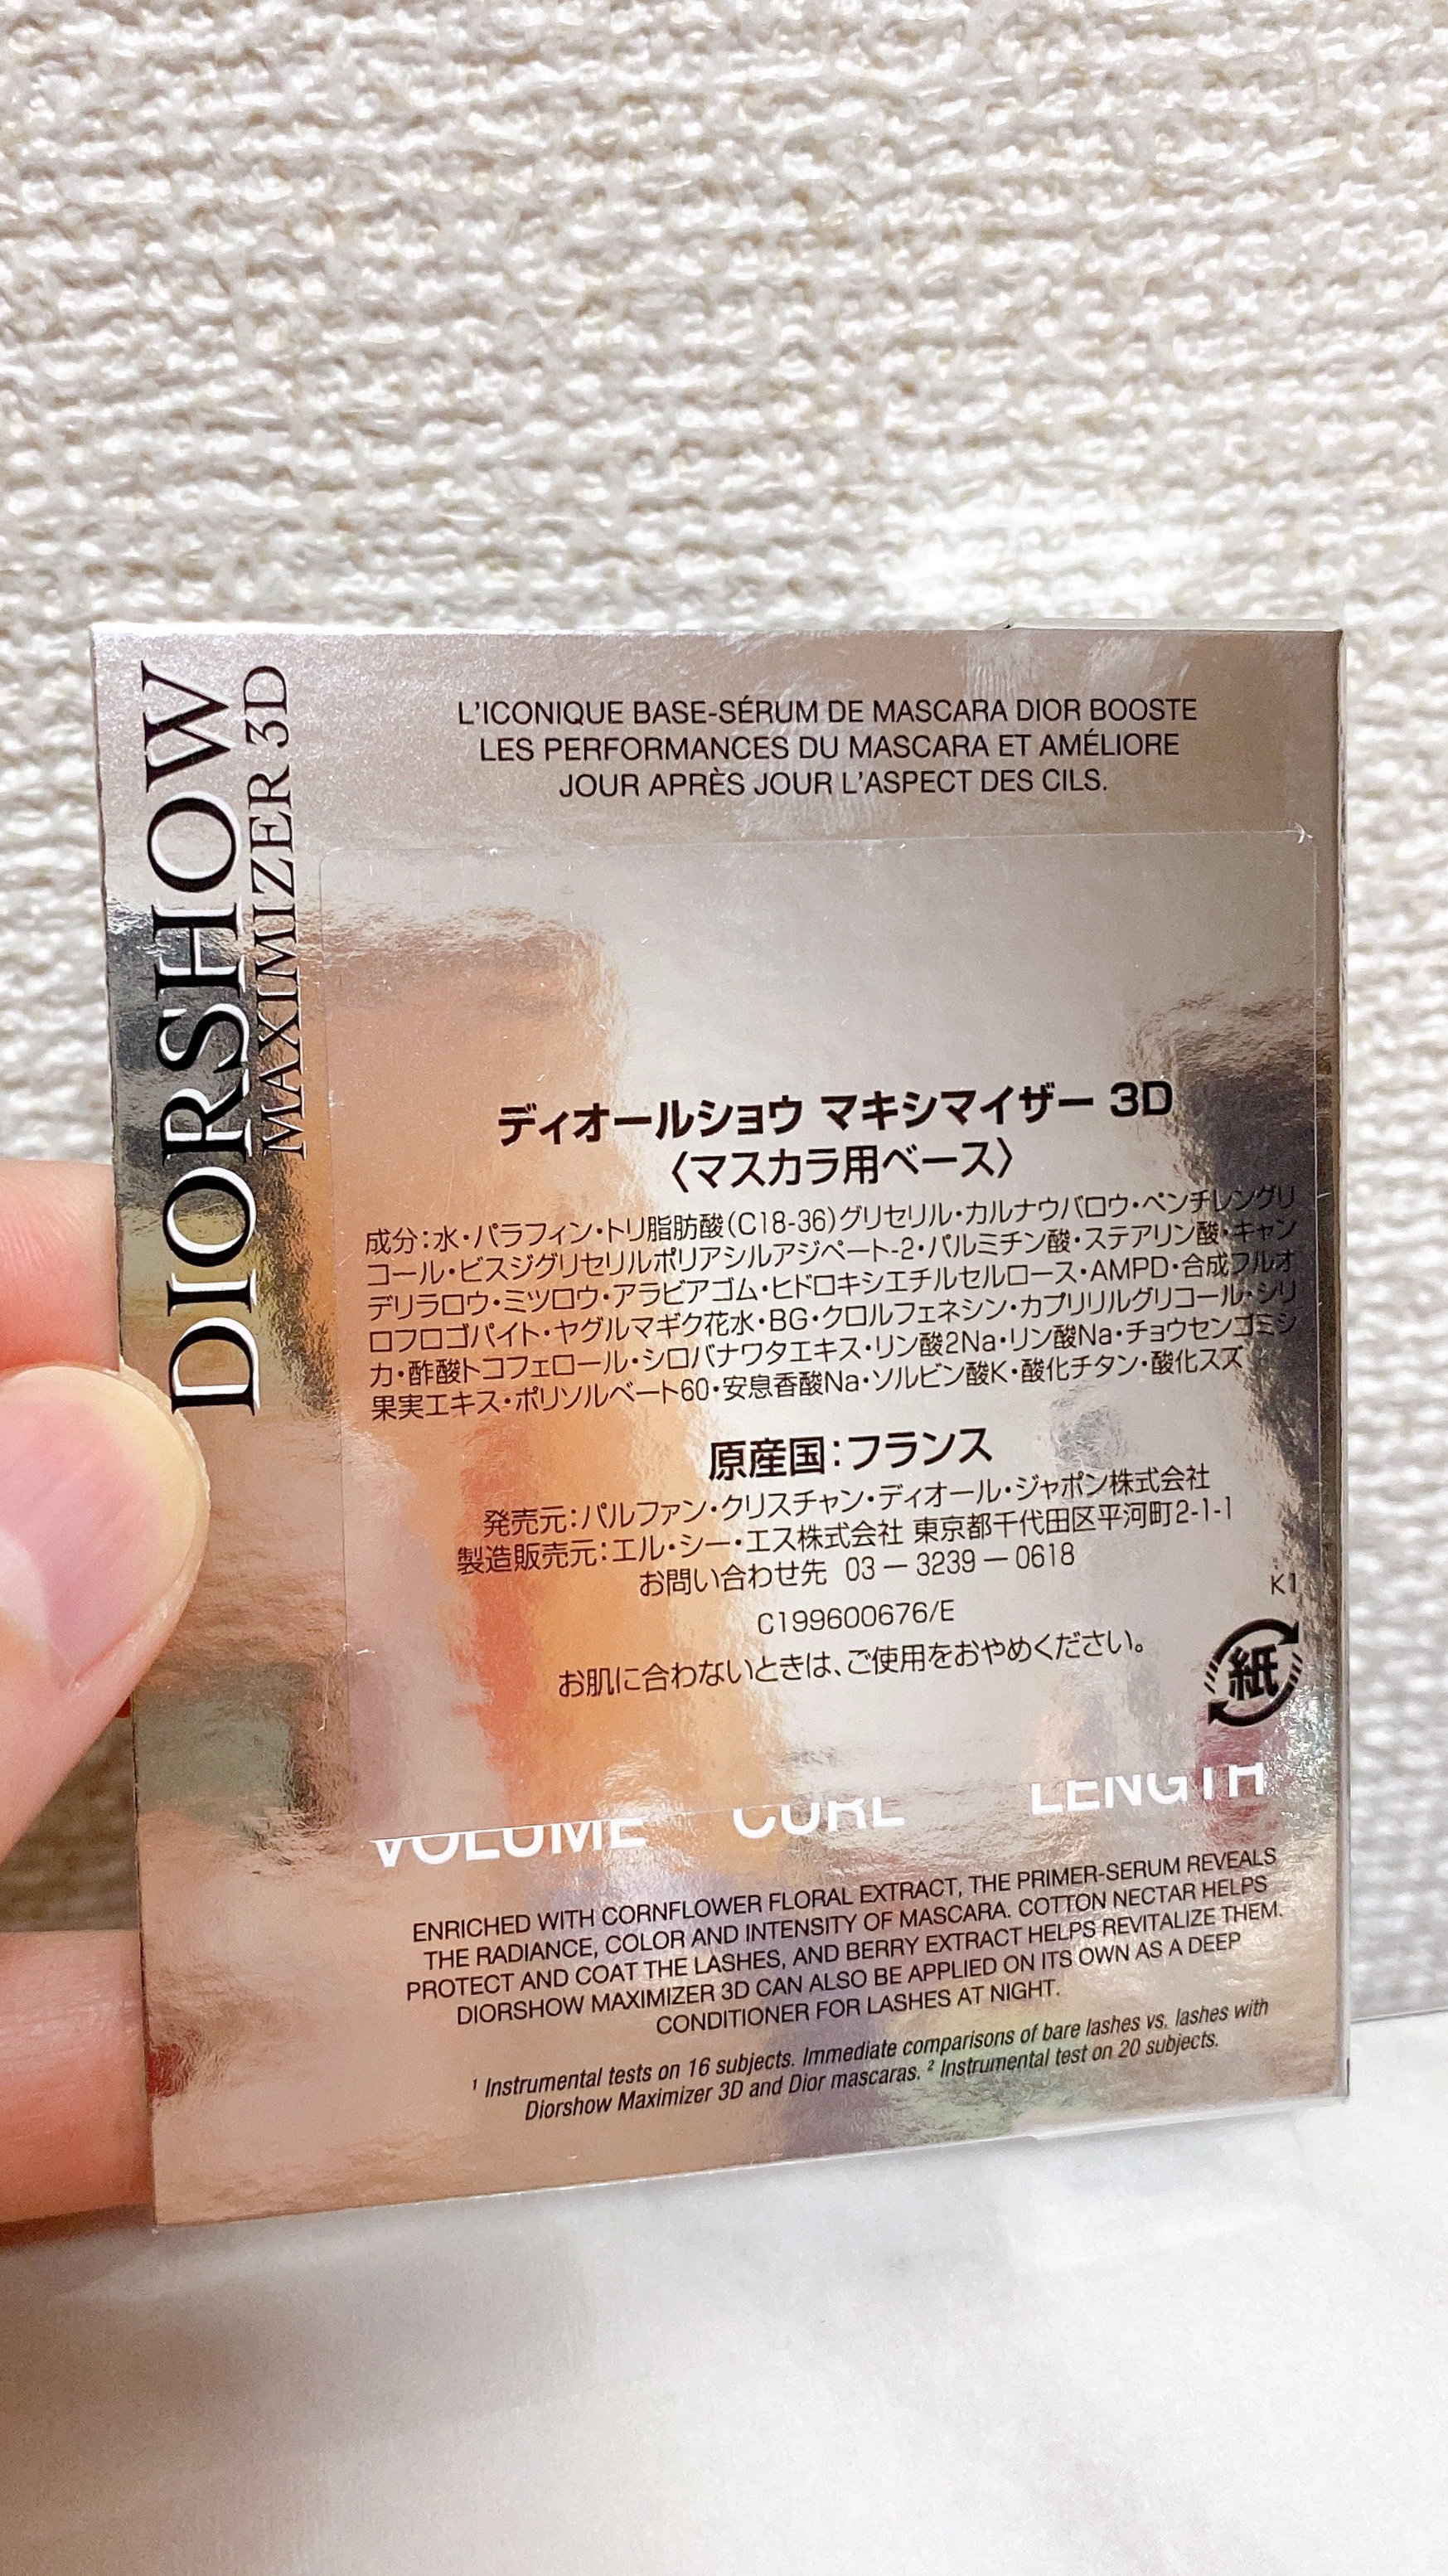 DIORSHOW
MAXIMIZER 3D
L'ICONIQUE BASE-SÉRUM DE MASCARA DIOR BOOSTE
LES PERFORMANCES DU MASCARA ET AMÉLIORE
JOUR APRÈS JOUR L'ASPECT DES CILS.
ディオールショウ マキシマイザー 3D
〈マスカラ用ベース〉
成分：水・パラフィン・トリ脂肪酸(C18-36)グリセリル・カルナウバロウ・ペンチレングリ
コール・ビスジグリセリルポリアシルアジペート-2・パルミチン酸・ステアリン酸・キャン
デリラロウ・ミツロウ・アラビアゴム・ヒドロキシエチルセルロース・AMPD・合成フルオ
ロフロゴパイト・ヤグルマギク花水・BG・クロルフェネシン・カプリリルグリコール・シリ
カ・酢酸トコフェロール・シロバナワタエキス・リン酸2Na・リン酸Na・チョウセンゴミシ
果実エキス・ポリソルベート60・安息香酸Na・ソルビン酸K・酸化チタン・酸化スズ
原産国：フランス
発売元：パルファン・クリスチャン・ディオール・ジャポン株式会社
製造販売元：エル・シー・エス株式会社 東京都千代田区平河町2-1-1
お問い合わせ先 03－3239－0618
K1
C199600676/E
お肌に合わないときは、ご使用をおやめください。
紙
VOLUME CURL LENGTH
ENRICHED WITH CORNFLOWER FLORAL EXTRACT, THE PRIMER-SERUM REVEALS
THE RADIANCE, COLOR AND INTENSITY OF MASCARA. COTTON NECTAR HELPS
PROTECT AND COAT THE LASHES, AND BERRY EXTRACT HELPS REVITALIZE THEM.
DIORSHOW MAXIMIZER 3D CAN ALSO BE APPLIED ON ITS OWN AS A DEEP
CONDITIONER FOR LASHES AT NIGHT.
¹ Instrumental tests on 16 subjects. Immediate comparisons of bare lashes vs. lashes with
Diorshow Maximizer 3D and Dior mascaras. ² Instrumental test on 20 subjects.